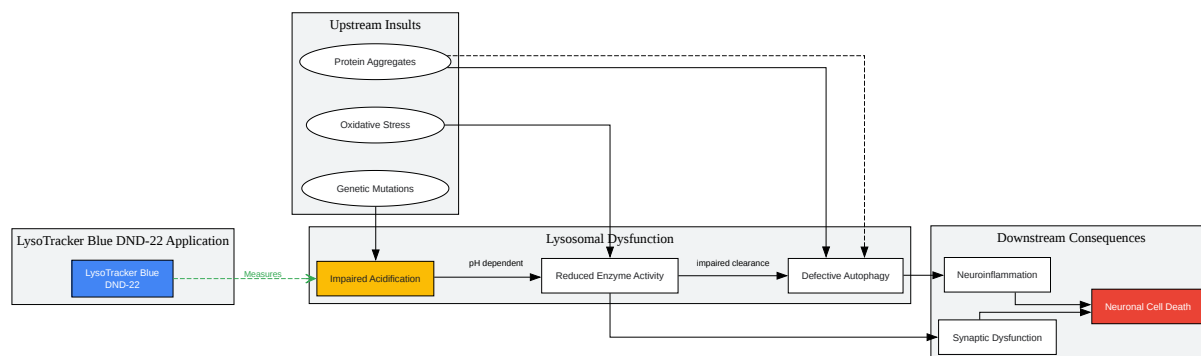 Upstream Insults
Protein Aggregates
Oxidative Stress
Genetic Mutations
LysoTracker Blue DND-22 Application
LysoTracker Blue
DND-22
Measures
Lysosomal Dysfunction
Impaired Acidification
pH dependent
Reduced Enzyme Activity
impaired clearance
Defective Autophagy
Downstream Consequences
Neuroinflammation
Neuronal Cell Death
Synaptic Dysfunction